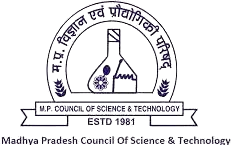 म.प्र. विज्ञान एवं प्रौद्योगिकी परिषद्
M.P. COUNCIL OF SCIENCE & TECHNOLOGY
ESTD 1981
Madhya Pradesh Council Of Science & Technology